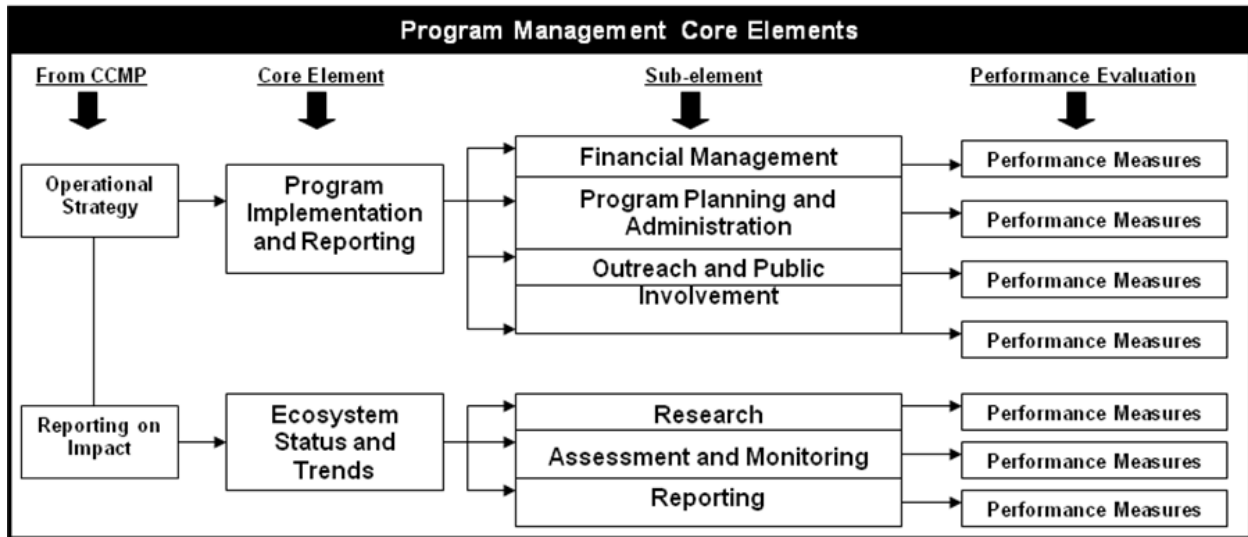 Program Management Core Elements
From CCMP
Core Element
Sub-element
Performance Evaluation
Operational
Strategy
Program
Implementation
and Reporting
Financial Management
Program Planning and
Administration
Outreach and Public
Involvement
Performance Measures
Performance Measures
Performance Measures
Performance Measures
Reporting on
Impact
Ecosystem
Status and
Trends
Research
Assessment and Monitoring
Reporting
Performance Measures
Performance Measures
Performance Measures